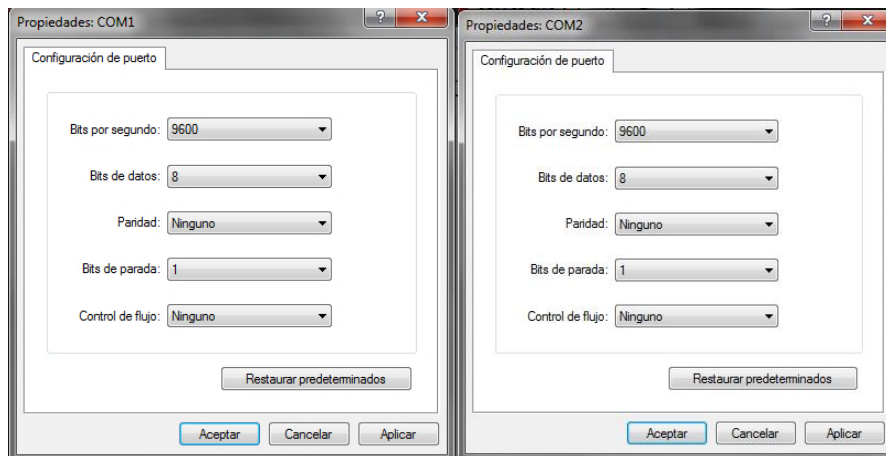 Propiedades: COM1
Configuración de puerto
Bits por segundo: 9600
Bits de datos: 8
Paridad: Ninguno
Bits de parada: 1
Control de flujo: Ninguno
Restaurar predeterminados
Aceptar Cancelar Aplicar
Propiedades: COM2
Configuración de puerto
Bits por segundo: 9600
Bits de datos: 8
Paridad: Ninguno
Bits de parada: 1
Control de flujo: Ninguno
Restaurar predeterminados
Aceptar Cancelar Aplicar